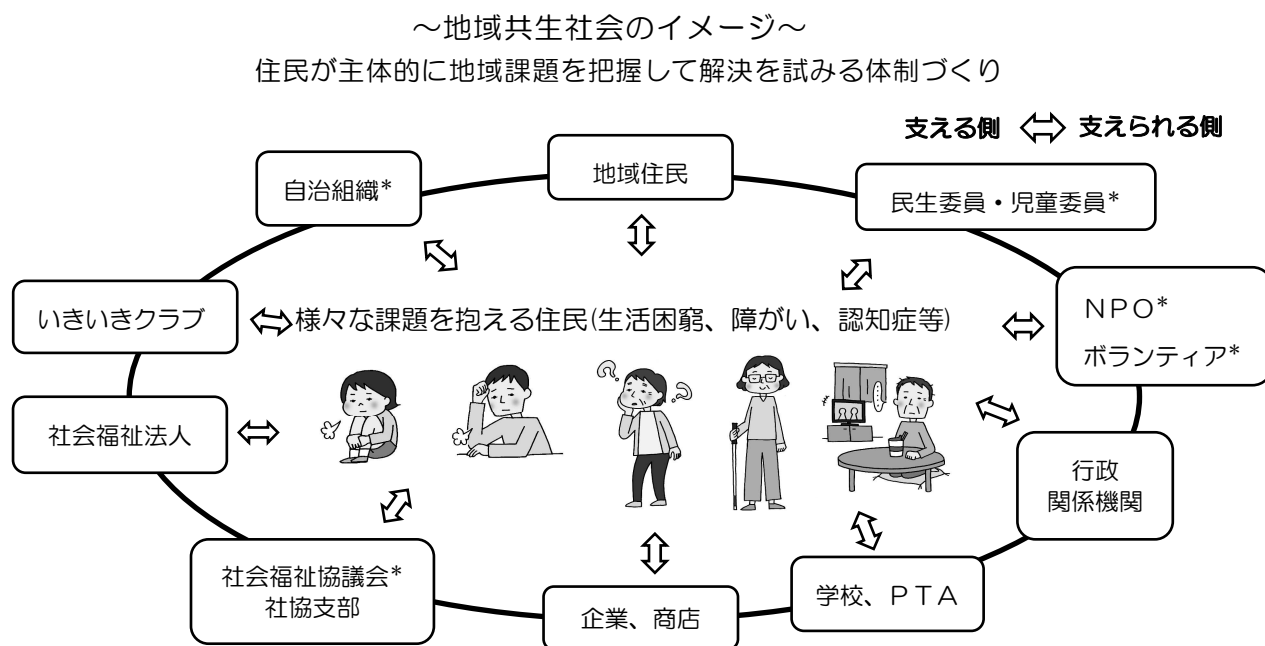 ～地域共生社会のイメージ～
住民が主体的に地域課題を把握して解決を試みる体制づくり
支える側 ⇔ 支えられる側
地域住民
自治組織*
民生委員・児童委員*
いきいきクラブ
様々な課題を抱える住民(生活困窮、障がい、認知症等)
ＮＰＯ*
ボランティア*
社会福祉法人
行政
関係機関
社会福祉協議会*
社協支部
企業、商店
学校、ＰＴＡ